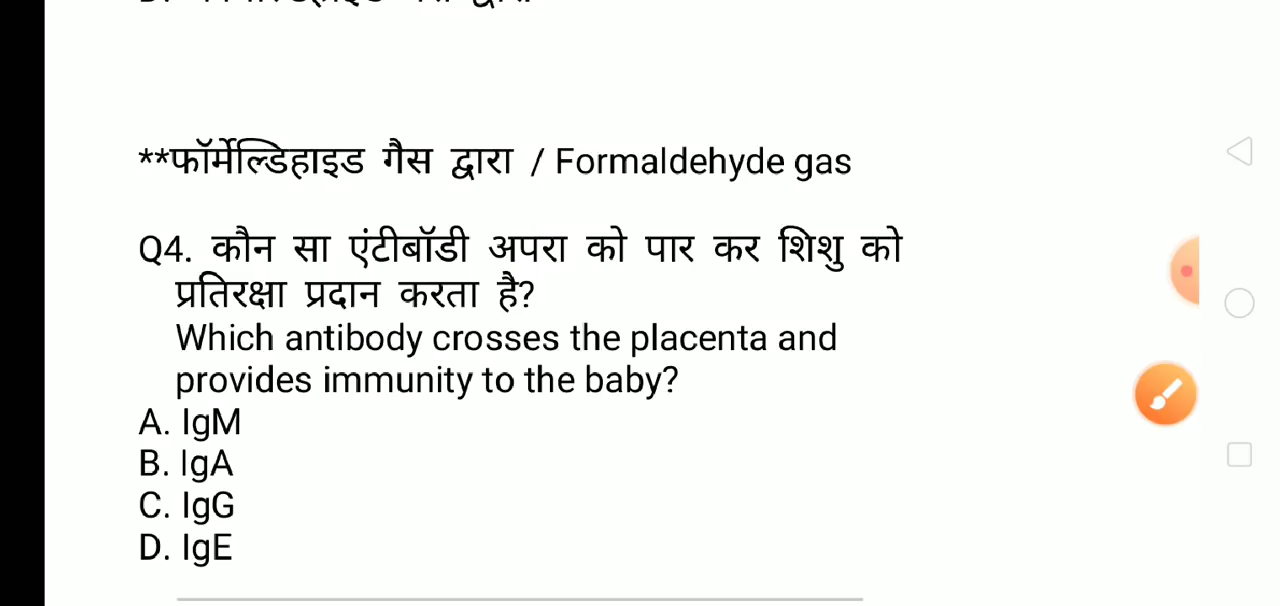 **फॉर्मेल्डिहाइड गैस द्वारा / Formaldehyde gas
Q4. कौन सा एंटीबॉडी अपरा को पार कर शिशु को
प्रतिरक्षा प्रदान करता है?
Which antibody crosses the placenta and
provides immunity to the baby?
A. IgM
B. IgA
C. IgG
D. IgE